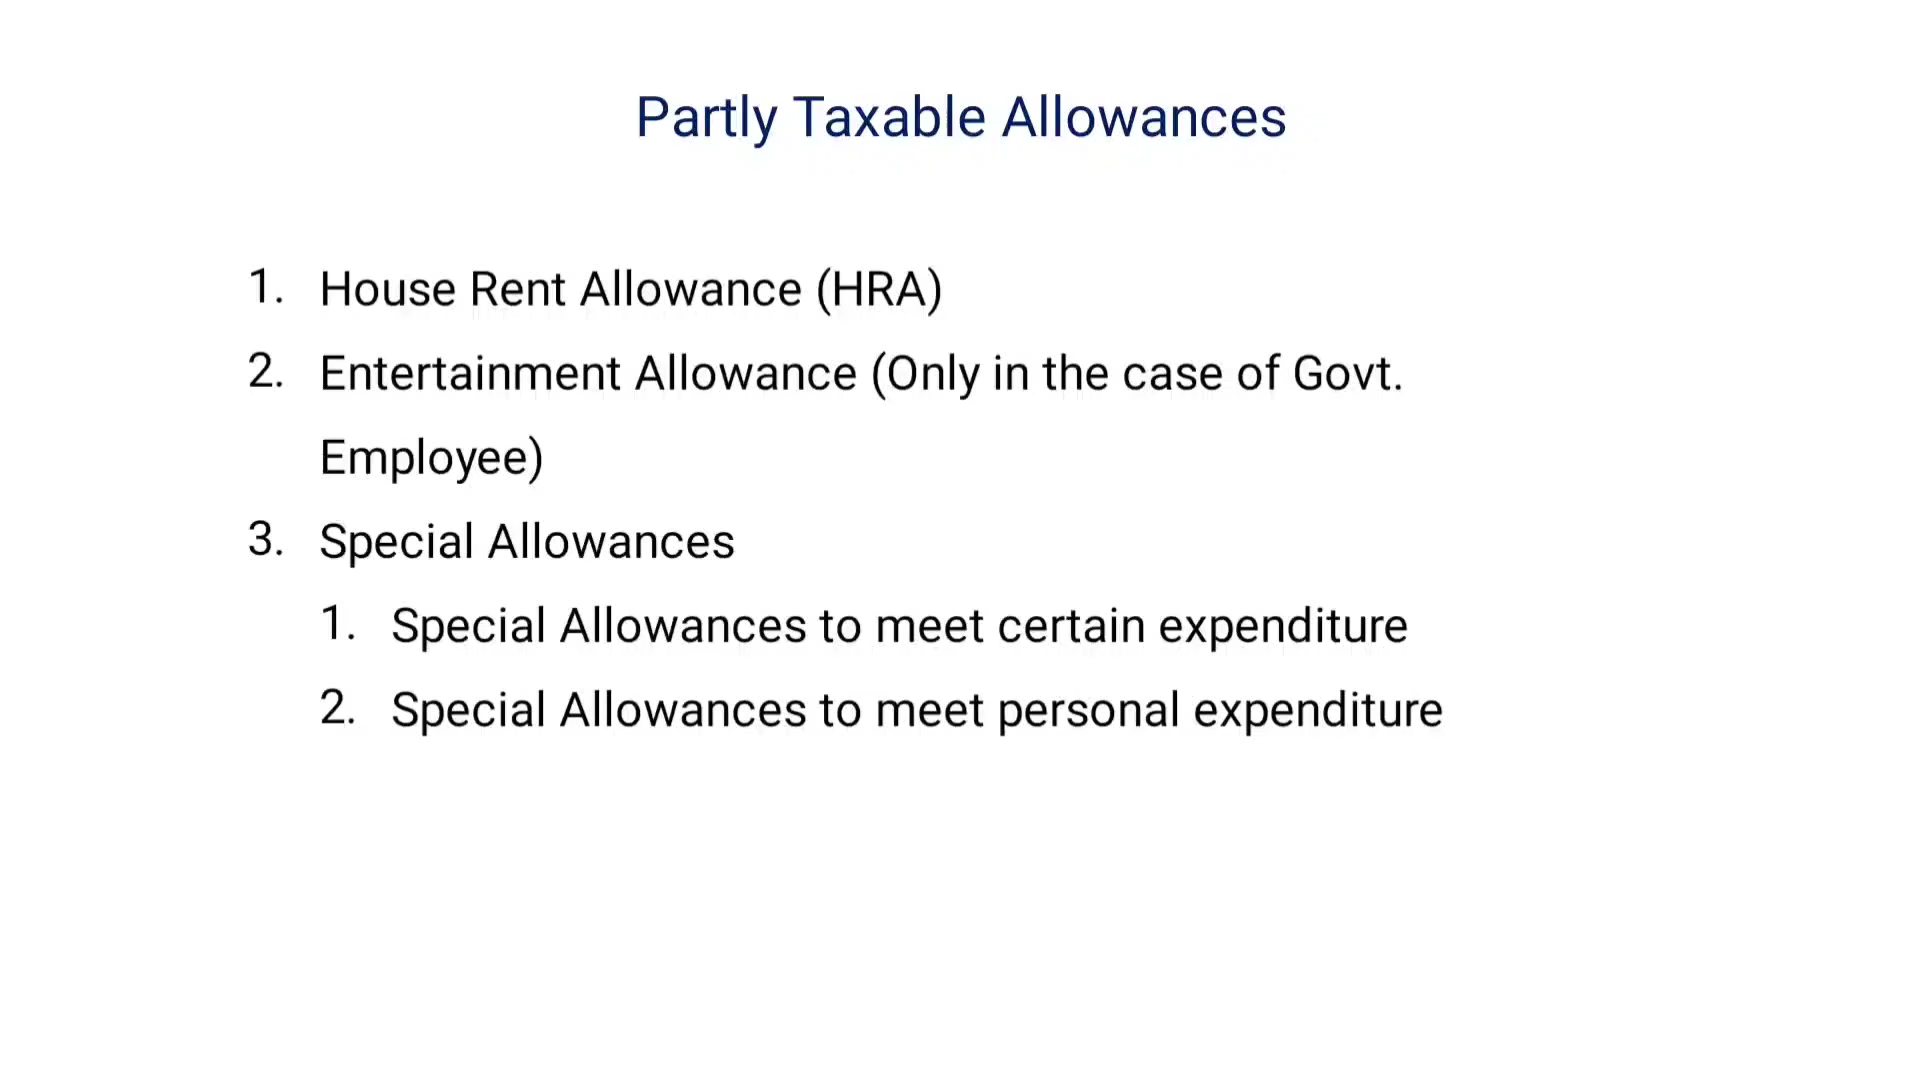 Partly Taxable Allowances
1. House Rent Allowance (HRA)
2. Entertainment Allowance (Only in the case of Govt.
Employee)
3. Special Allowances
1. Special Allowances to meet certain expenditure
2. Special Allowances to meet personal expenditure